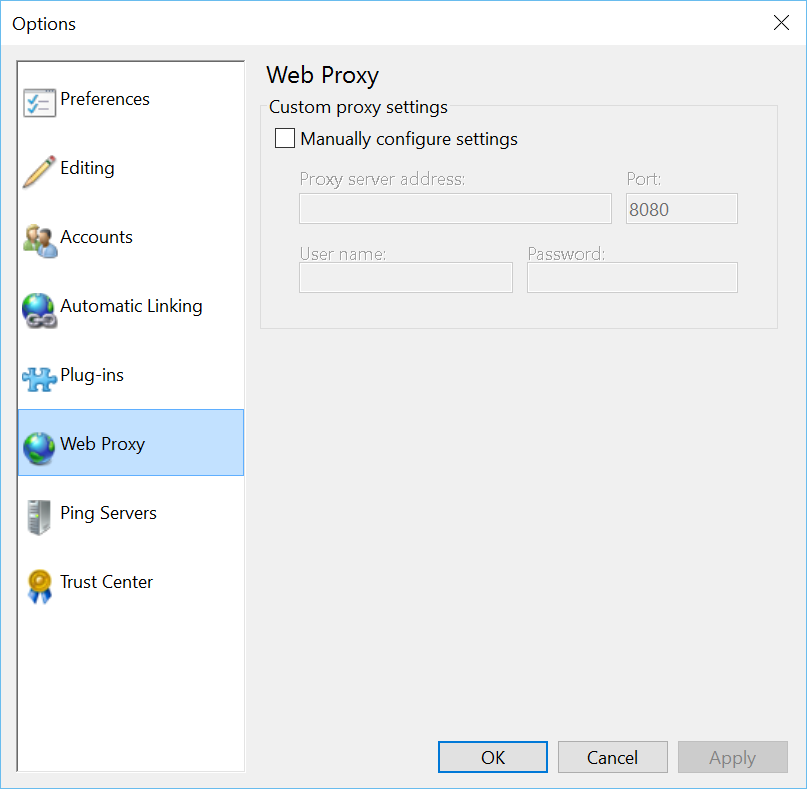 Options
Preferences
Editing
Accounts
Automatic Linking
Plug-ins
Web Proxy
Ping Servers
Trust Center
Web Proxy
Custom proxy settings
Manually configure settings
Proxy server address: Port:
8080
User name: Password:
OK Cancel Apply